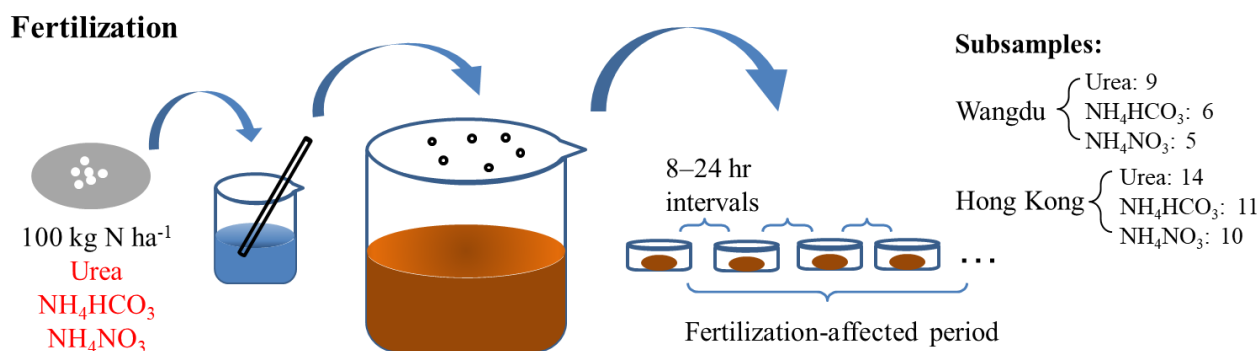 Fertilization
100 kg N ha⁻¹
Urea
NH₄HCO₃
NH₄NO₃
8–24 hr
intervals
...
Fertilization-affected period
Subsamples:
Wangdu
Urea: 9
NH₄HCO₃: 6
NH₄NO₃: 5
Hong Kong
Urea: 14
NH₄HCO₃: 11
NH₄NO₃: 10